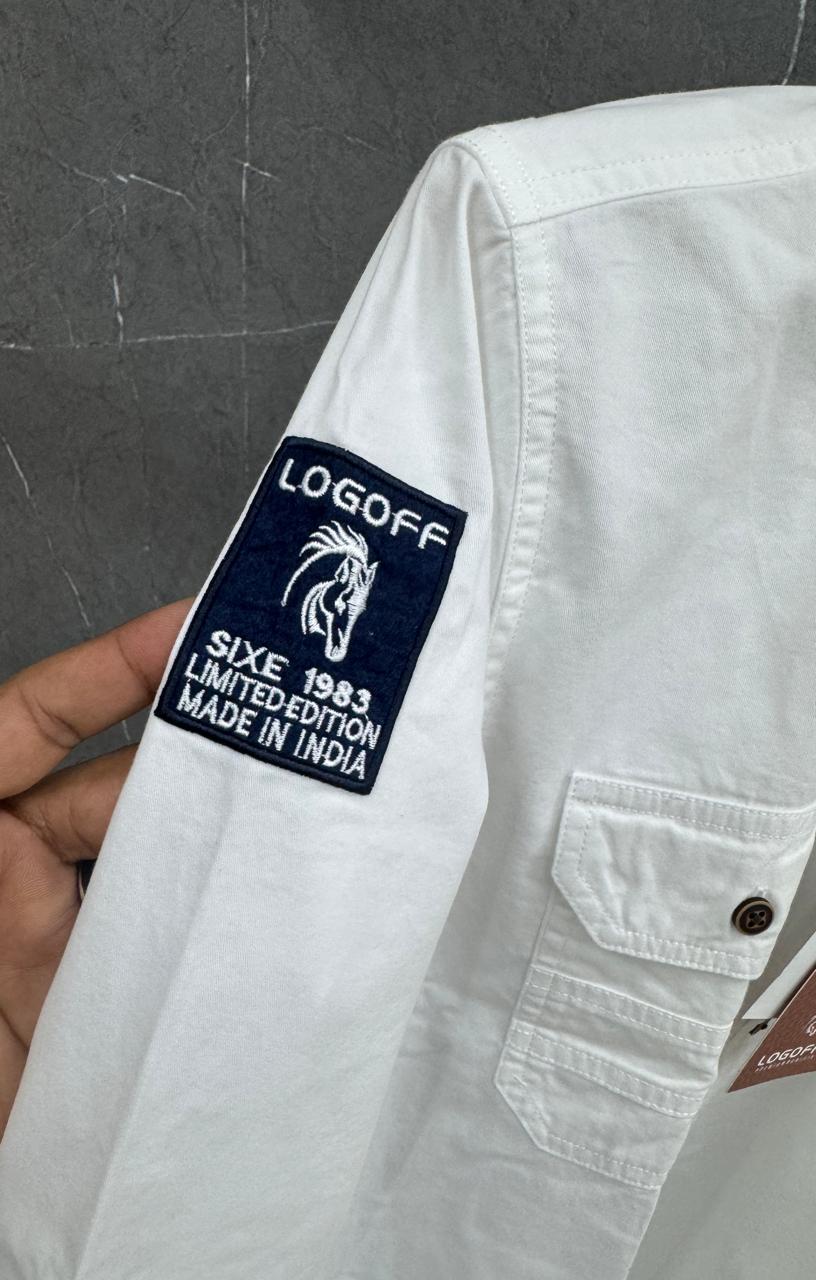 LOGOFF
SIXE 1983
LIMITED-EDITION
MADE IN INDIA
LOGOFF